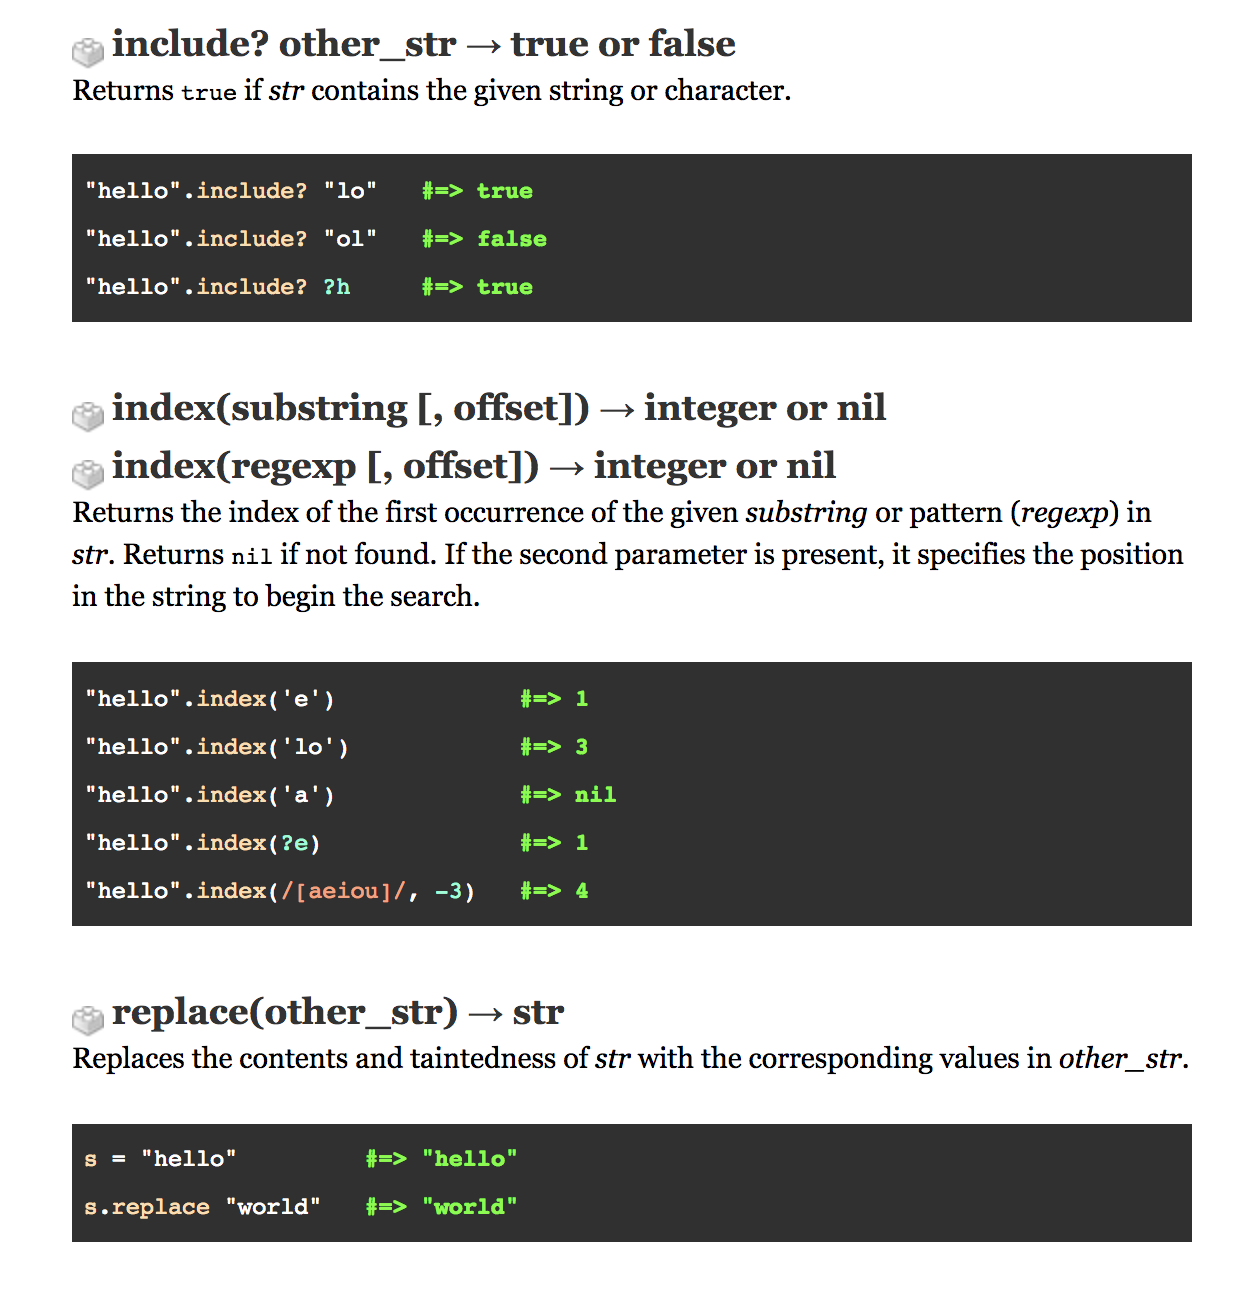 include? other_str → true or false
Returns true if str contains the given string or character.
"hello".include? "lo"   #=> true
"hello".include? "ol"   #=> false
"hello".include? ?h     #=> true
index(substring [, offset]) → integer or nil
index(regexp [, offset]) → integer or nil
Returns the index of the first occurrence of the given substring or pattern (regexp) in
str. Returns nil if not found. If the second parameter is present, it specifies the position
in the string to begin the search.
"hello".index('e')             #=> 1
"hello".index('lo')            #=> 3
"hello".index('a')             #=> nil
"hello".index(?e)              #=> 1
"hello".index(/[aeiou]/, -3)   #=> 4
replace(other_str) → str
Replaces the contents and taintedness of str with the corresponding values in other_str.
s = "hello"         #=> "hello"
s.replace "world"   #=> "world"